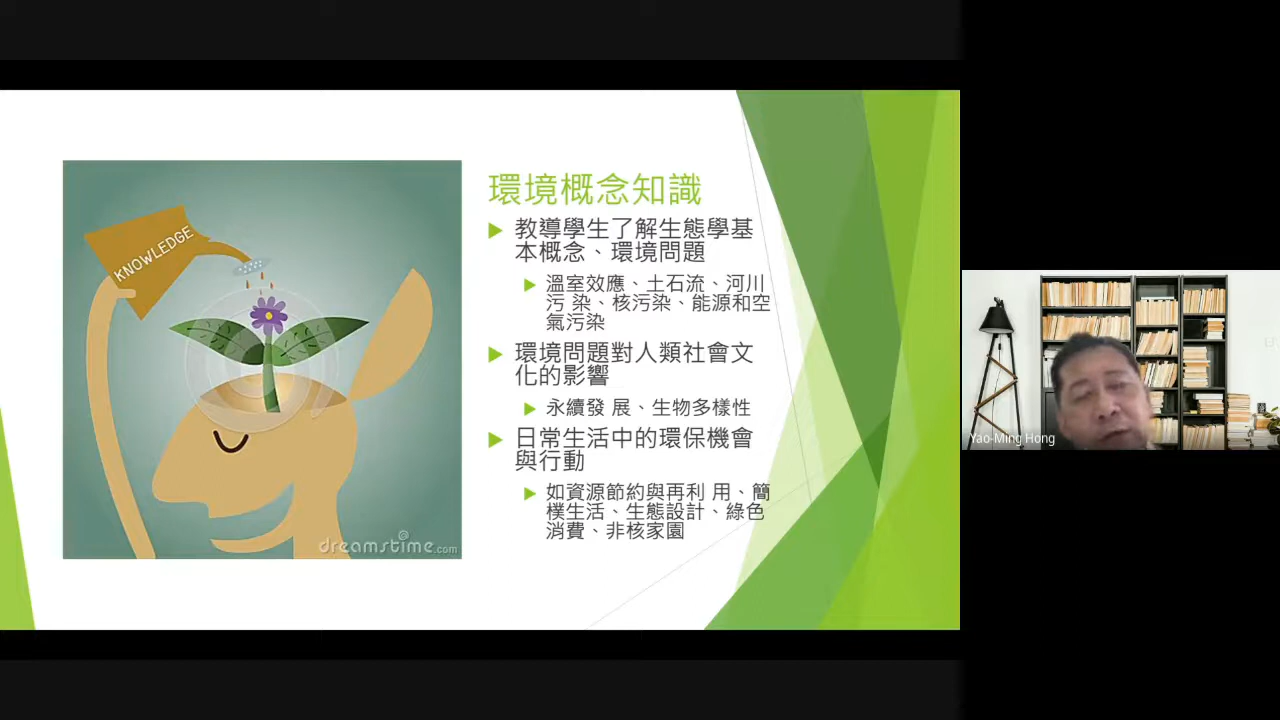 KNOWLEDGE
dreamstime.com
環境概念知識
教導學生了解生態學基
本概念、環境問題
溫室效應、土石流、河川
污 染、核污染、能源和空
氣污染
環境問題對人類社會文
化的影響
永續發 展、生物多樣性
日常生活中的環保機會
與行動
如資源節約與再利 用、簡
樸生活、生態設計、綠色
消費、非核家園
Yao-Ming Hong